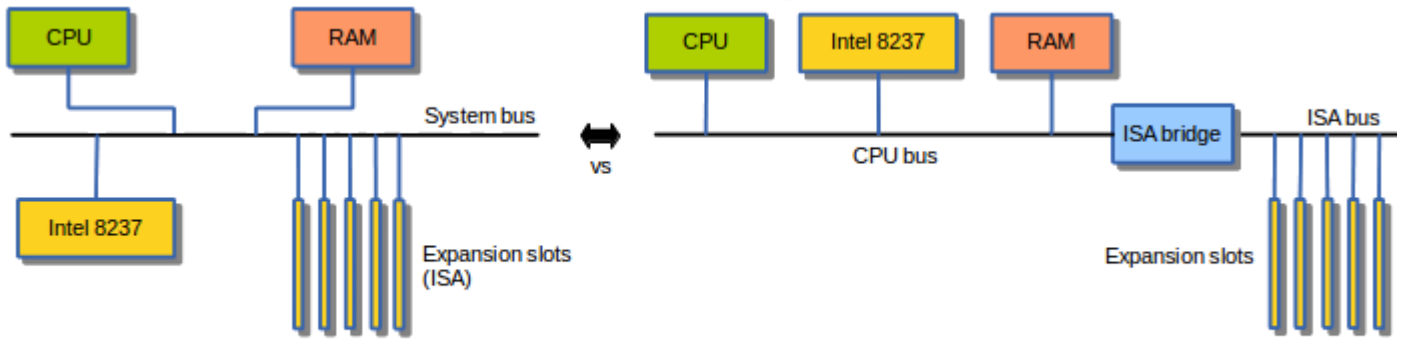 CPU
RAM
System bus
Intel 8237
Expansion slots
(ISA)
vs
CPU
Intel 8237
RAM
ISA bridge
ISA bus
CPU bus
Expansion slots